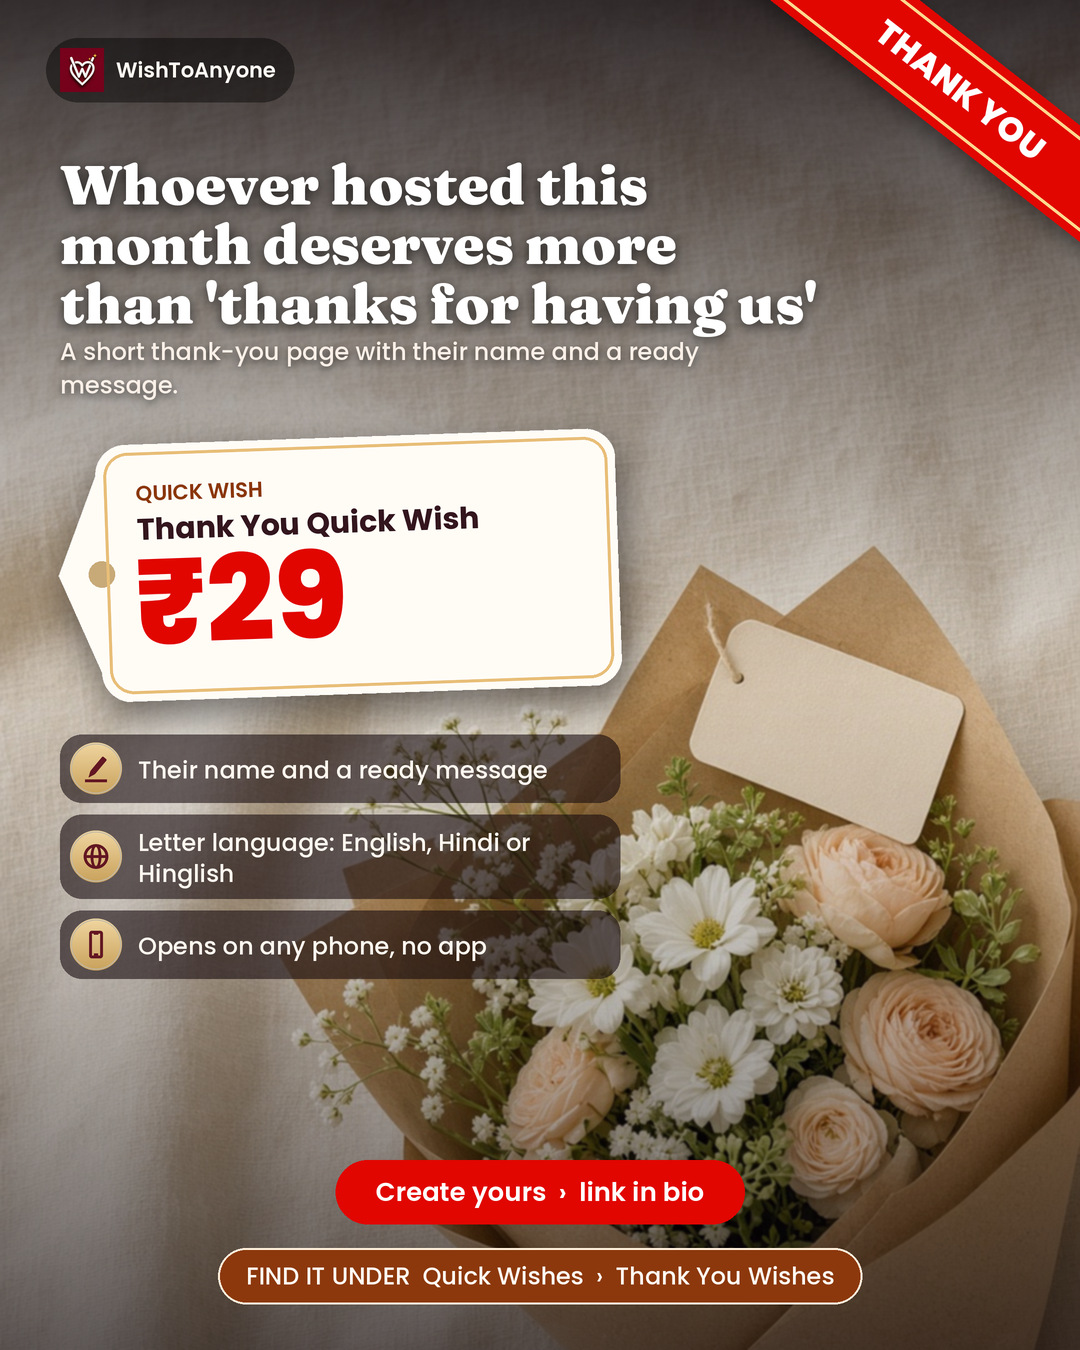 WishToAnyone
THANK YOU
Whoever hosted this
month deserves more
than 'thanks for having us'
A short thank-you page with their name and a ready
message.
QUICK WISH
Thank You Quick Wish
₹29
Their name and a ready message
Letter language: English, Hindi or
Hinglish
Opens on any phone, no app
Create yours › link in bio
FIND IT UNDER Quick Wishes › Thank You Wishes